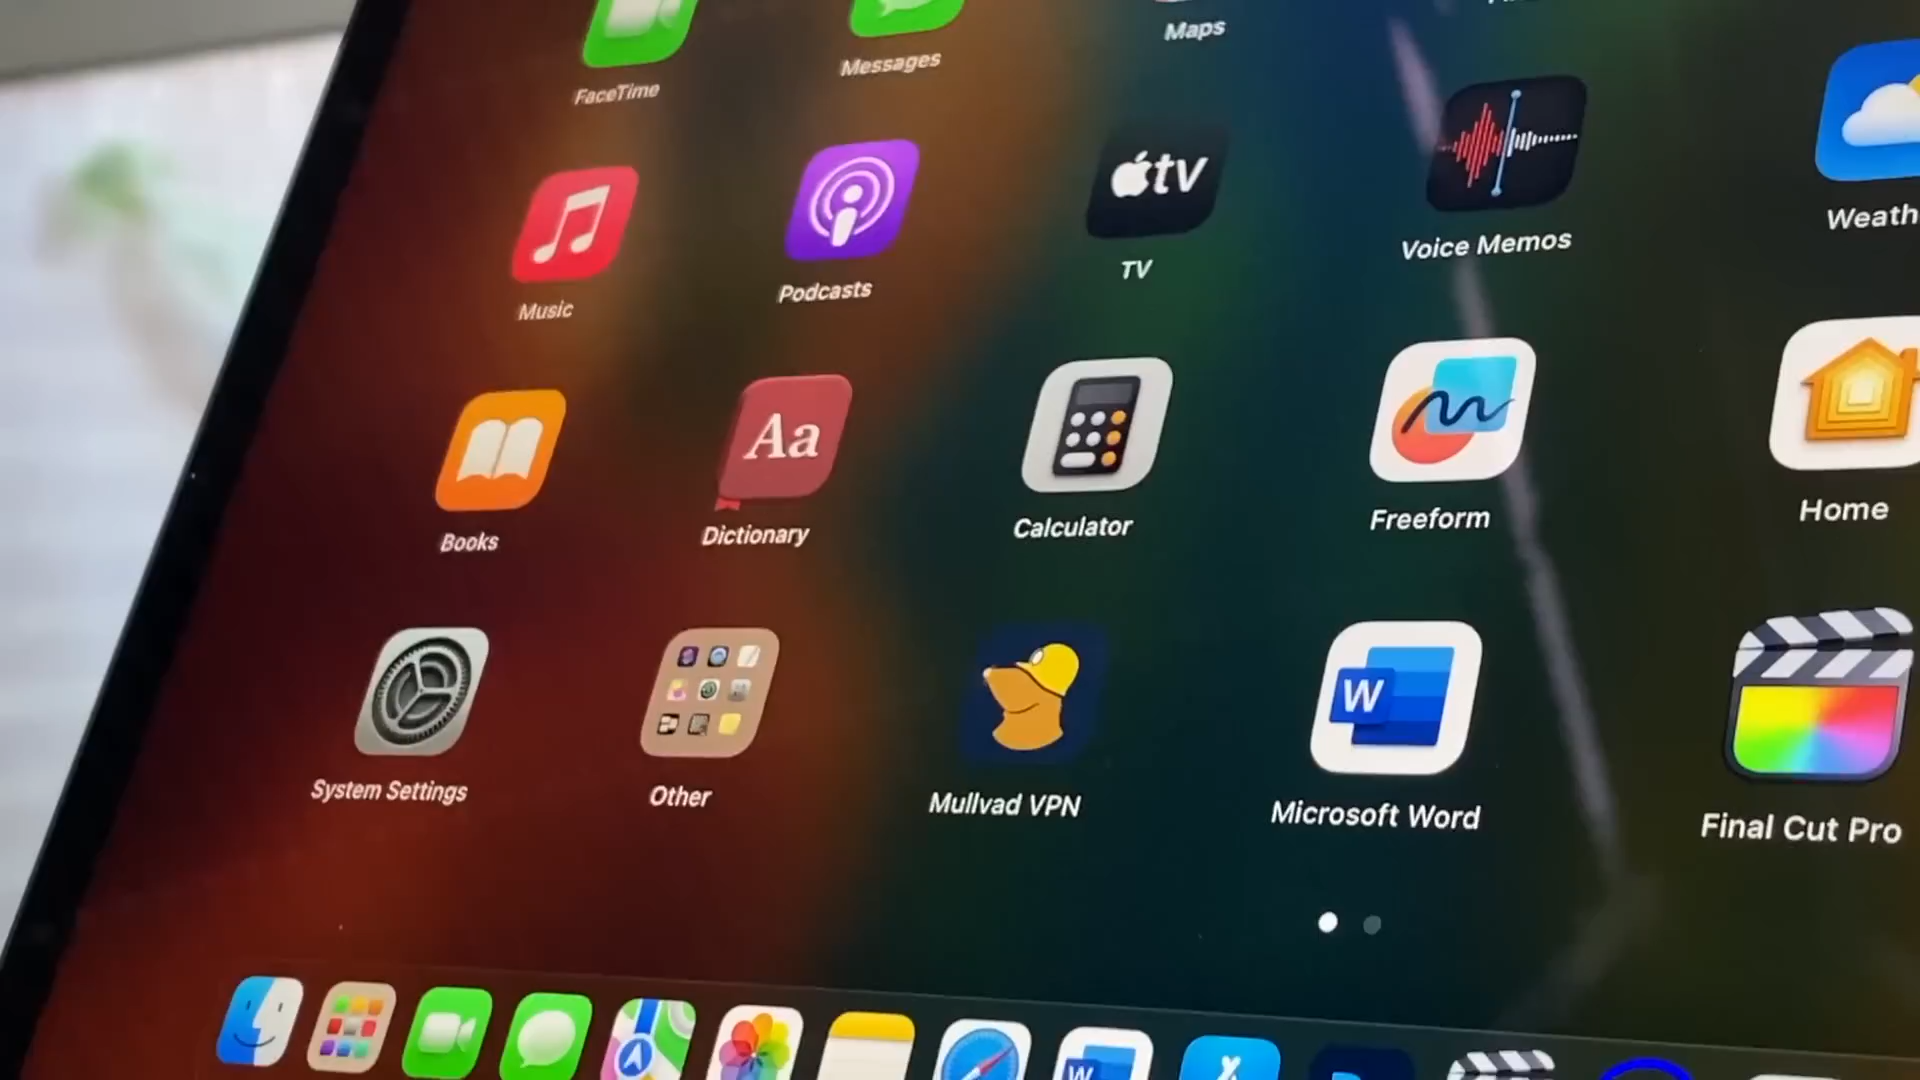 Maps
FaceTime
Messages
tv
Music
Podcasts
TV
Voice Memos
Weath
Aa
Books
Dictionary
Calculator
Freeform
Home
W
System Settings
Other
Mullvad VPN
Microsoft Word
Final Cut Pro
W